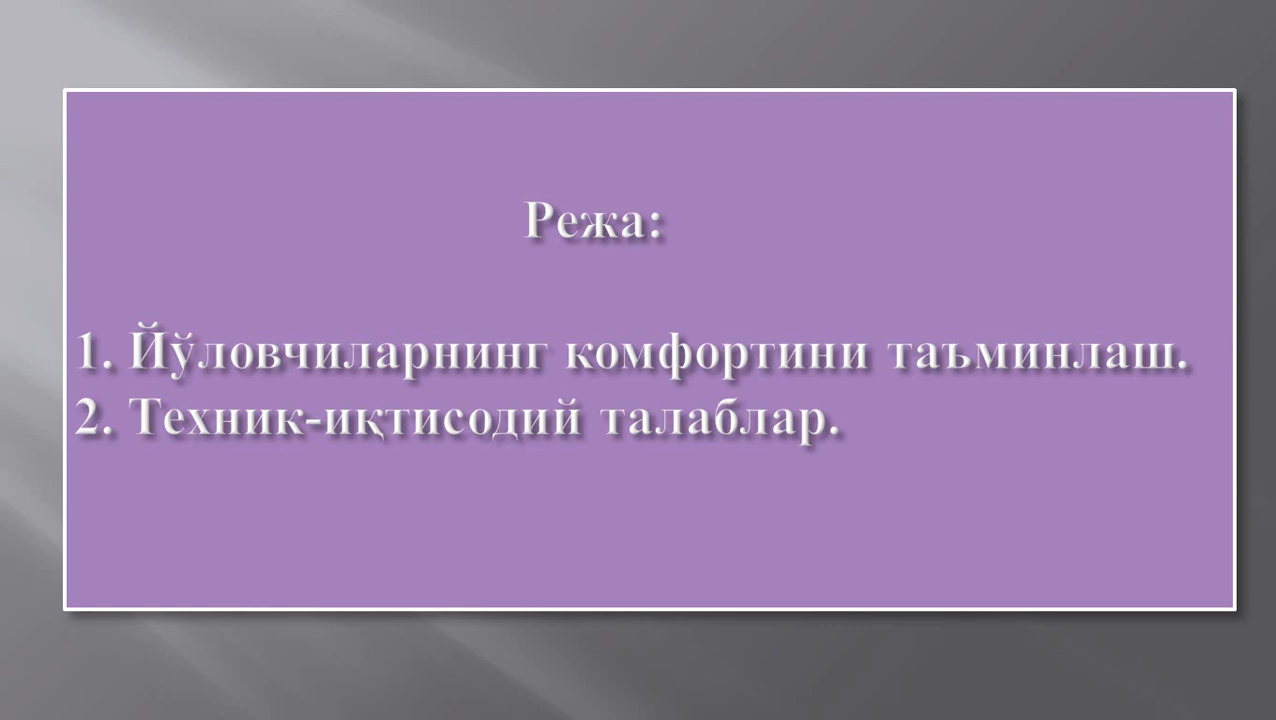 Режа:
1. Йўловчиларнинг комфортини таъминлаш.
2. Техник-иқтисодий талаблар.